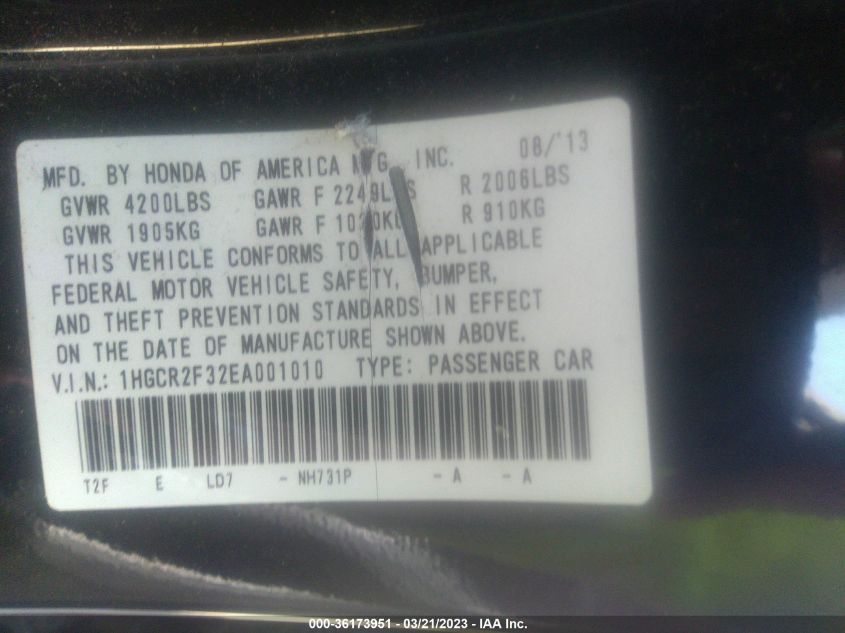 MFD. BY HONDA OF AMERICA MFG. INC. 08/'13
GVWR 4200LBS GAWR F 2249LBS R 2006LBS
GVWR 1905KG GAWR F 1020KG R 910KG
THIS VEHICLE CONFORMS TO ALL APPLICABLE
FEDERAL MOTOR VEHICLE SAFETY, BUMPER,
AND THEFT PREVENTION STANDARDS IN EFFECT
ON THE DATE OF MANUFACTURE SHOWN ABOVE.
V.I.N.: 1HGCR2F32EA001010 TYPE: PASSENGER CAR
T2F E LD7 - NH731P - A - A
000-36173951 - 03/21/2023 - IAA Inc.